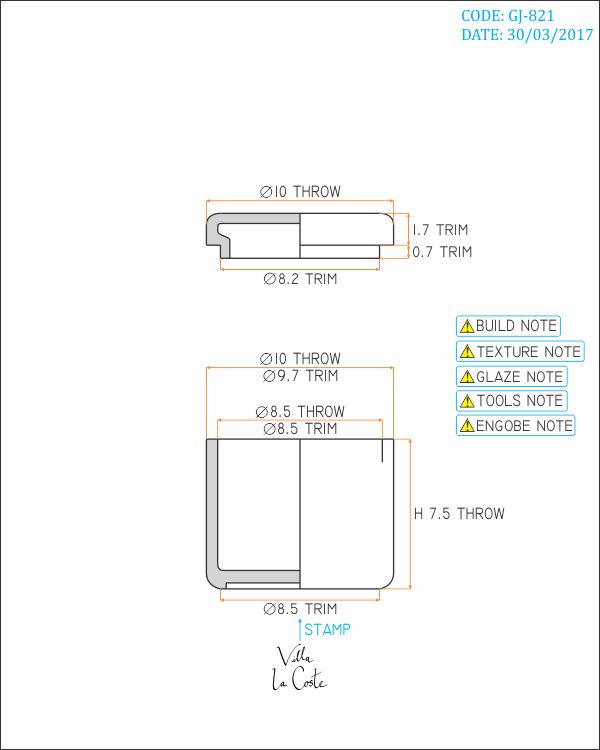 CODE: GJ-821
DATE: 30/03/2017
∅10 THROW
1.7 TRIM
0.7 TRIM
∅8.2 TRIM
BUILD NOTE
TEXTURE NOTE
GLAZE NOTE
TOOLS NOTE
ENGOBE NOTE
∅10 THROW
∅9.7 TRIM
∅8.5 THROW
∅8.5 TRIM
H 7.5 THROW
∅8.5 TRIM
STAMP
Villa
La Coste